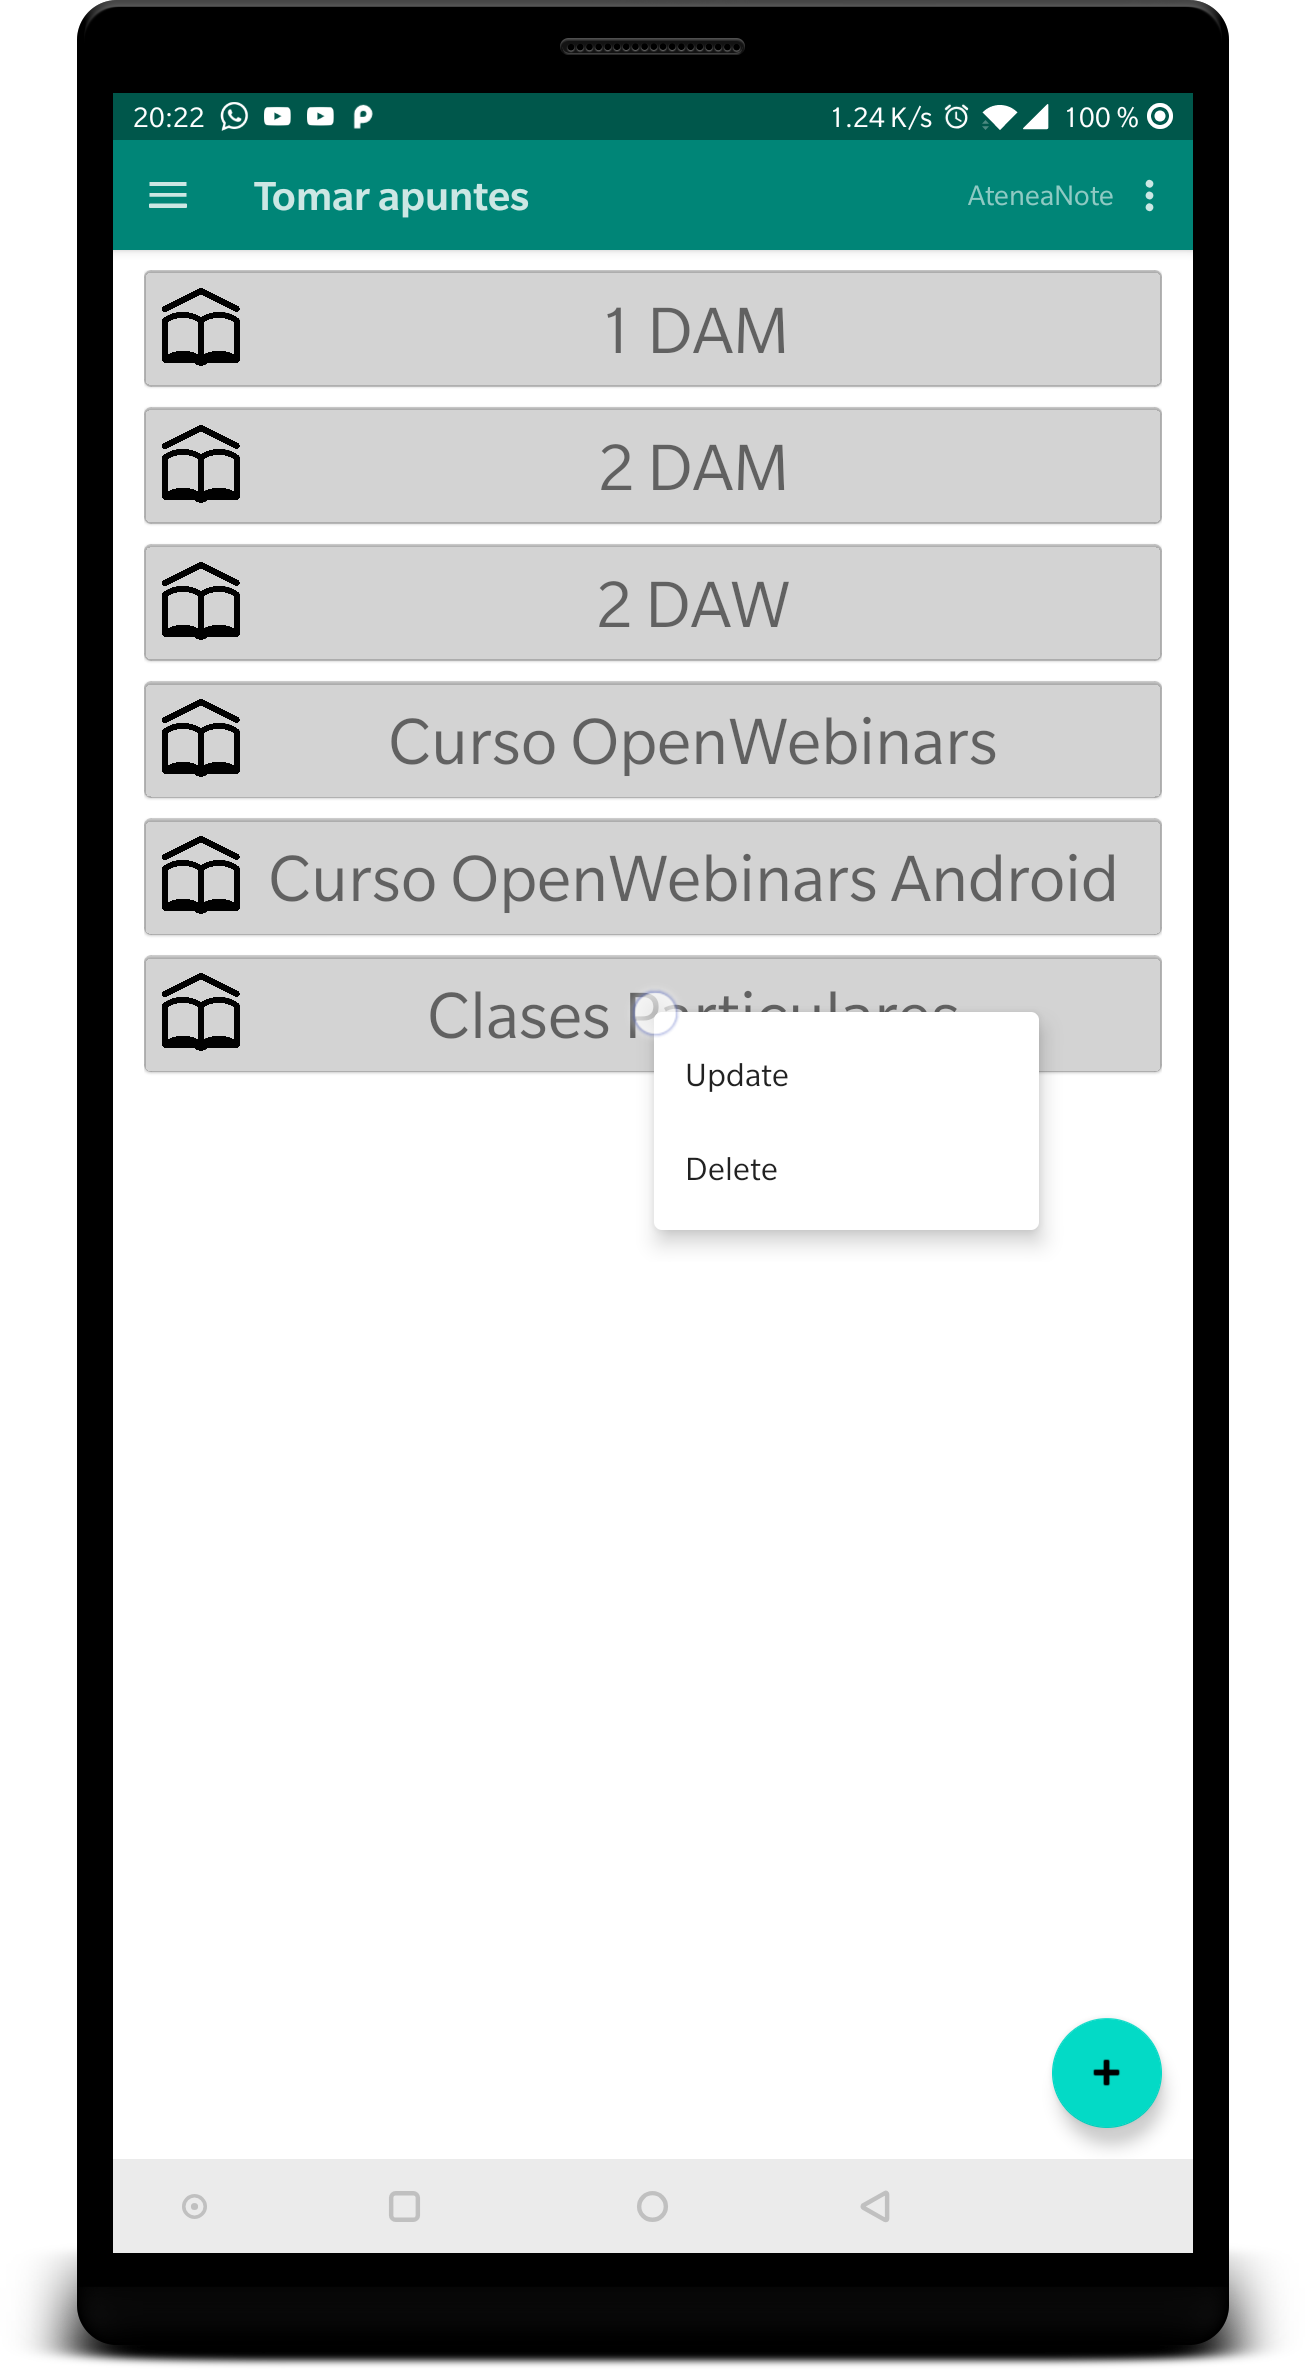 20:22 1.24 K/s 100 %
Tomar apuntes AteneaNote
1 DAM
2 DAM
2 DAW
Curso OpenWebinars
Curso OpenWebinars Android
Clases Particulares
Update
Delete